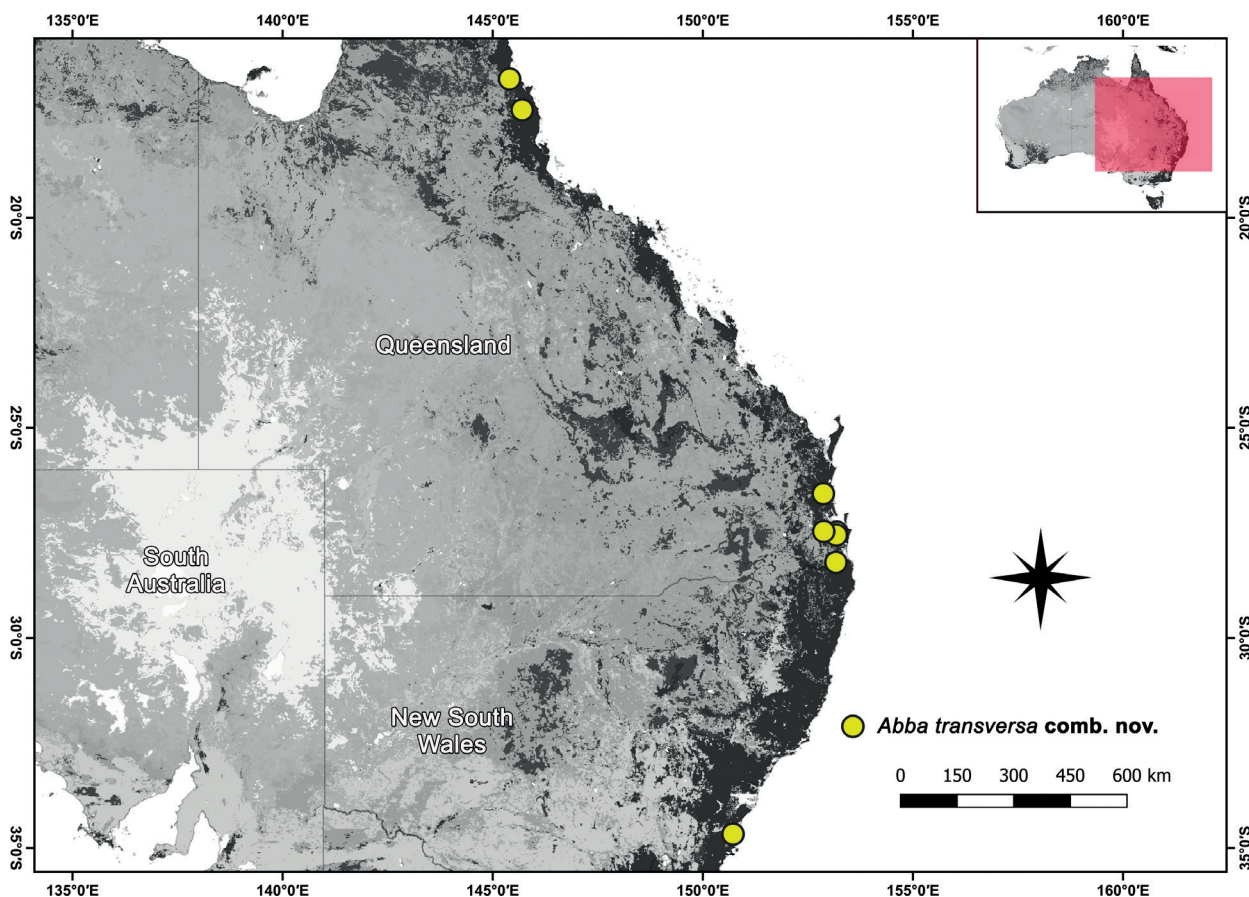 135°0'E 140°0'E 145°0'E 150°0'E 155°0'E 160°0'E
20°0'S 20°0'S
Queensland
25°0'S 25°0'S
South
Australia
30°0'S 30°0'S
New South
Wales
Abba transversa comb. nov.
0 150 300 450 600 km
35°0'S 35°0'S
135°0'E 140°0'E 145°0'E 150°0'E 155°0'E 160°0'E